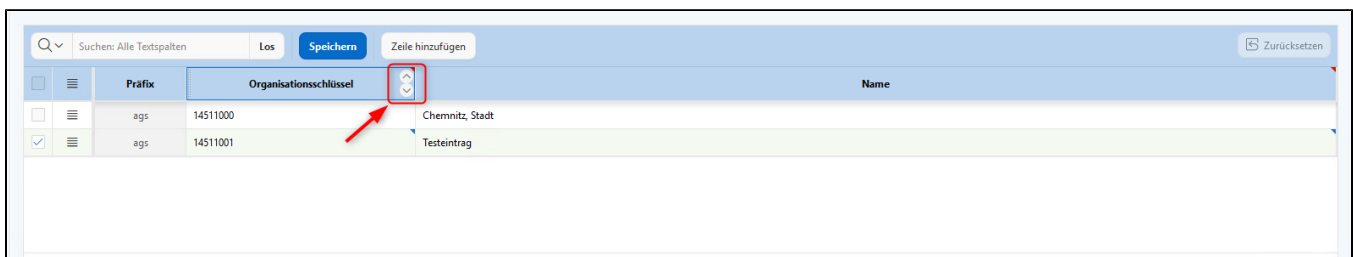 Suchen: Alle Textspalten Los Speichern Zeile hinzufügen Zurücksetzen
Präfix Organisationsschlüssel Name
ags 14511000 Chemnitz, Stadt
ags 14511001 Testeintrag